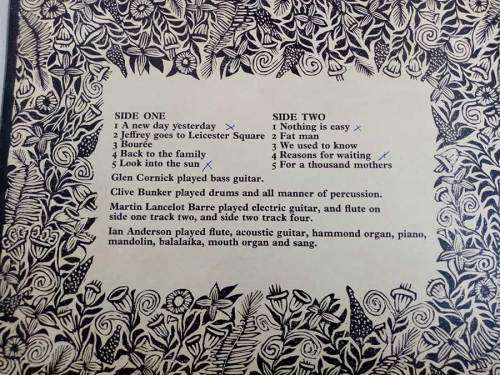 SIDE ONE
1 A new day yesterday
2 Jeffrey goes to Leicester Square
3 Bourée
4 Back to the family
5 Look into the sun
SIDE TWO
1 Nothing is easy
2 Fat man
3 We used to know
4 Reasons for waiting
5 For a thousand mothers
Glen Cornick played bass guitar.
Clive Bunker played drums and all manner of percussion.
Martin Lancelot Barre played electric guitar, and flute on
side one track two, and side two track four.
Ian Anderson played flute, acoustic guitar, hammond organ, piano,
mandolin, balalaika, mouth organ and sang.